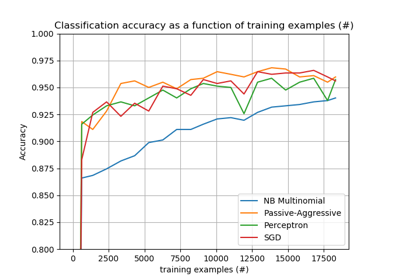 Classification accuracy as a function of training examples (#)
1.000
0.975
0.950
0.925
0.900
0.875
0.850
0.825
0.800
Accuracy
NB Multinomial
Passive-Aggressive
Perceptron
SGD
0 2500 5000 7500 10000 12500 15000 17500
training examples (#)